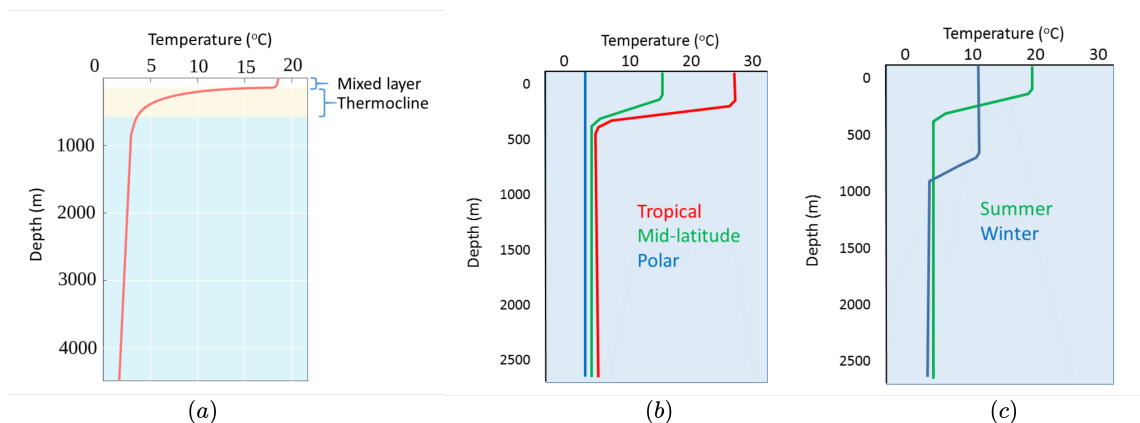 Temperature (°C)
0 5 10 15 20
Mixed layer
Thermocline
1000
2000
3000
4000
Depth (m)
(a)
Temperature (°C)
0 10 20 30
0
500
1000
1500
2000
2500
Depth (m)
Tropical
Mid-latitude
Polar
(b)
Temperature (°C)
0 10 20 30
0
500
1000
1500
2000
2500
Depth (m)
Summer
Winter
(c)